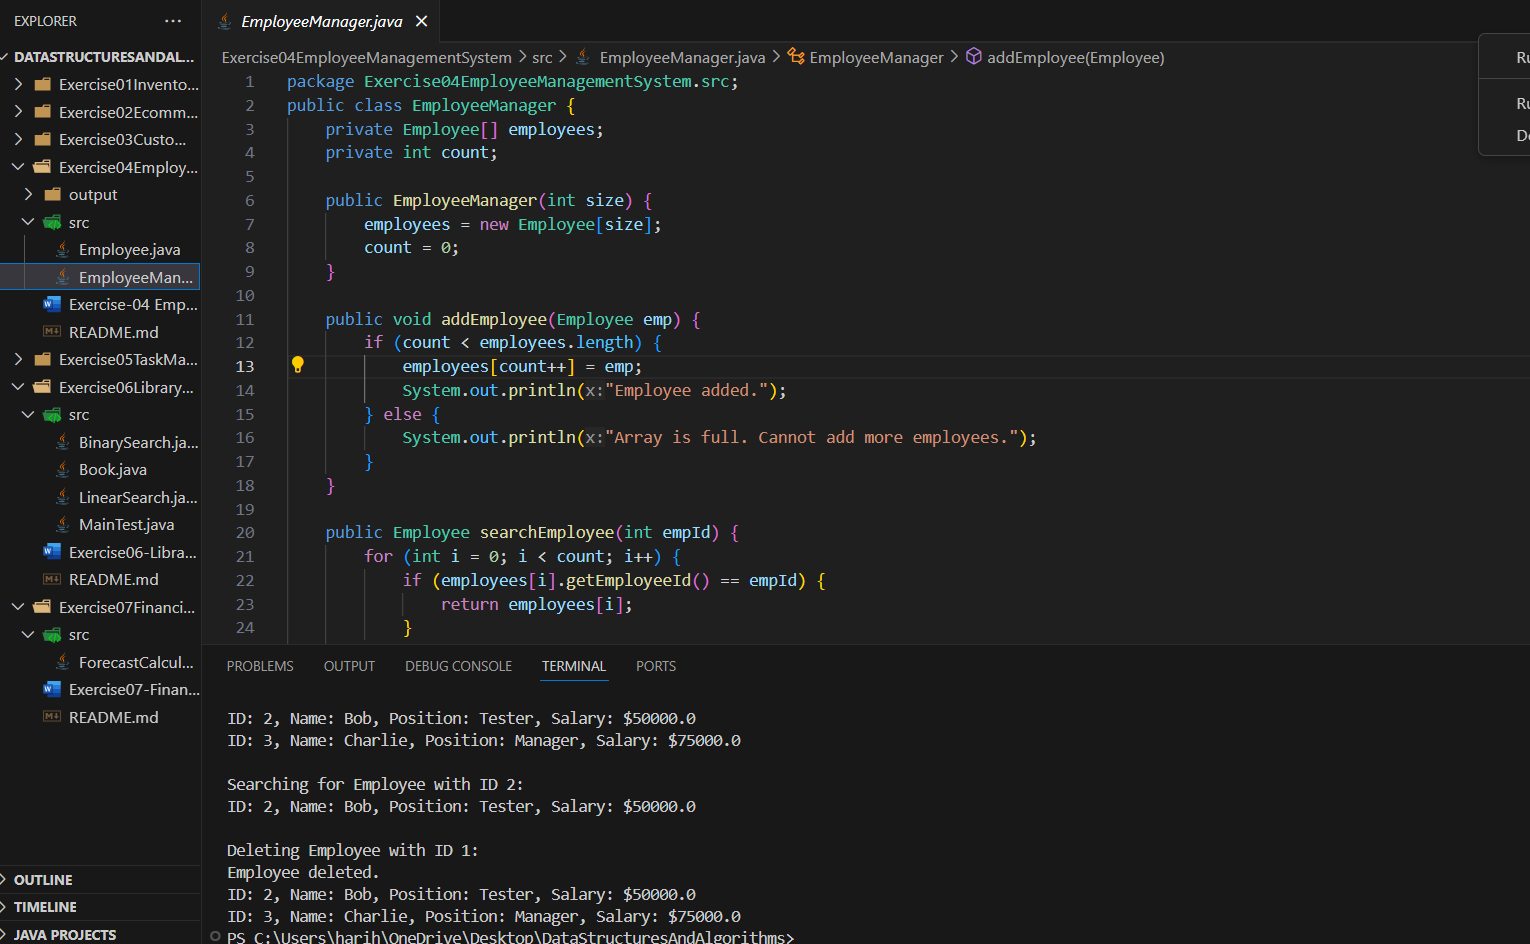 EXPLORER
DATASTRUCTURESANDAL...
Exercise01Invento...
Exercise02Ecomm...
Exercise03Custo...
Exercise04Employ...
output
src
Employee.java
EmployeeMan...
Exercise-04 Emp...
README.md
Exercise05TaskMa...
Exercise06Library...
src
BinarySearch.ja...
Book.java
LinearSearch.ja...
MainTest.java
Exercise06-Libra...
README.md
Exercise07Financi...
src
ForecastCalcul...
Exercise07-Finan...
README.md
OUTLINE
TIMELINE
JAVA PROJECTS
EmployeeManager.java
Exercise04EmployeeManagementSystem > src > EmployeeManager.java > EmployeeManager > addEmployee(Employee)
1 package Exercise04EmployeeManagementSystem.src;
2 public class EmployeeManager {
3 private Employee[] employees;
4 private int count;
5
6 public EmployeeManager(int size) {
7 employees = new Employee[size];
8 count = 0;
9 }
10
11 public void addEmployee(Employee emp) {
12 if (count < employees.length) {
13 employees[count++] = emp;
14 System.out.println(x:"Employee added.");
15 } else {
16 System.out.println(x:"Array is full. Cannot add more employees.");
17 }
18 }
19
20 public Employee searchEmployee(int empId) {
21 for (int i = 0; i < count; i++) {
22 if (employees[i].getEmployeeId() == empId) {
23 return employees[i];
24 }
PROBLEMS OUTPUT DEBUG CONSOLE TERMINAL PORTS
ID: 2, Name: Bob, Position: Tester, Salary: $50000.0
ID: 3, Name: Charlie, Position: Manager, Salary: $75000.0
Searching for Employee with ID 2:
ID: 2, Name: Bob, Position: Tester, Salary: $50000.0
Deleting Employee with ID 1:
Employee deleted.
ID: 2, Name: Bob, Position: Tester, Salary: $50000.0
ID: 3, Name: Charlie, Position: Manager, Salary: $75000.0
PS C:\Users\harih\OneDrive\Desktop\DataStructuresAndAlgorithms>